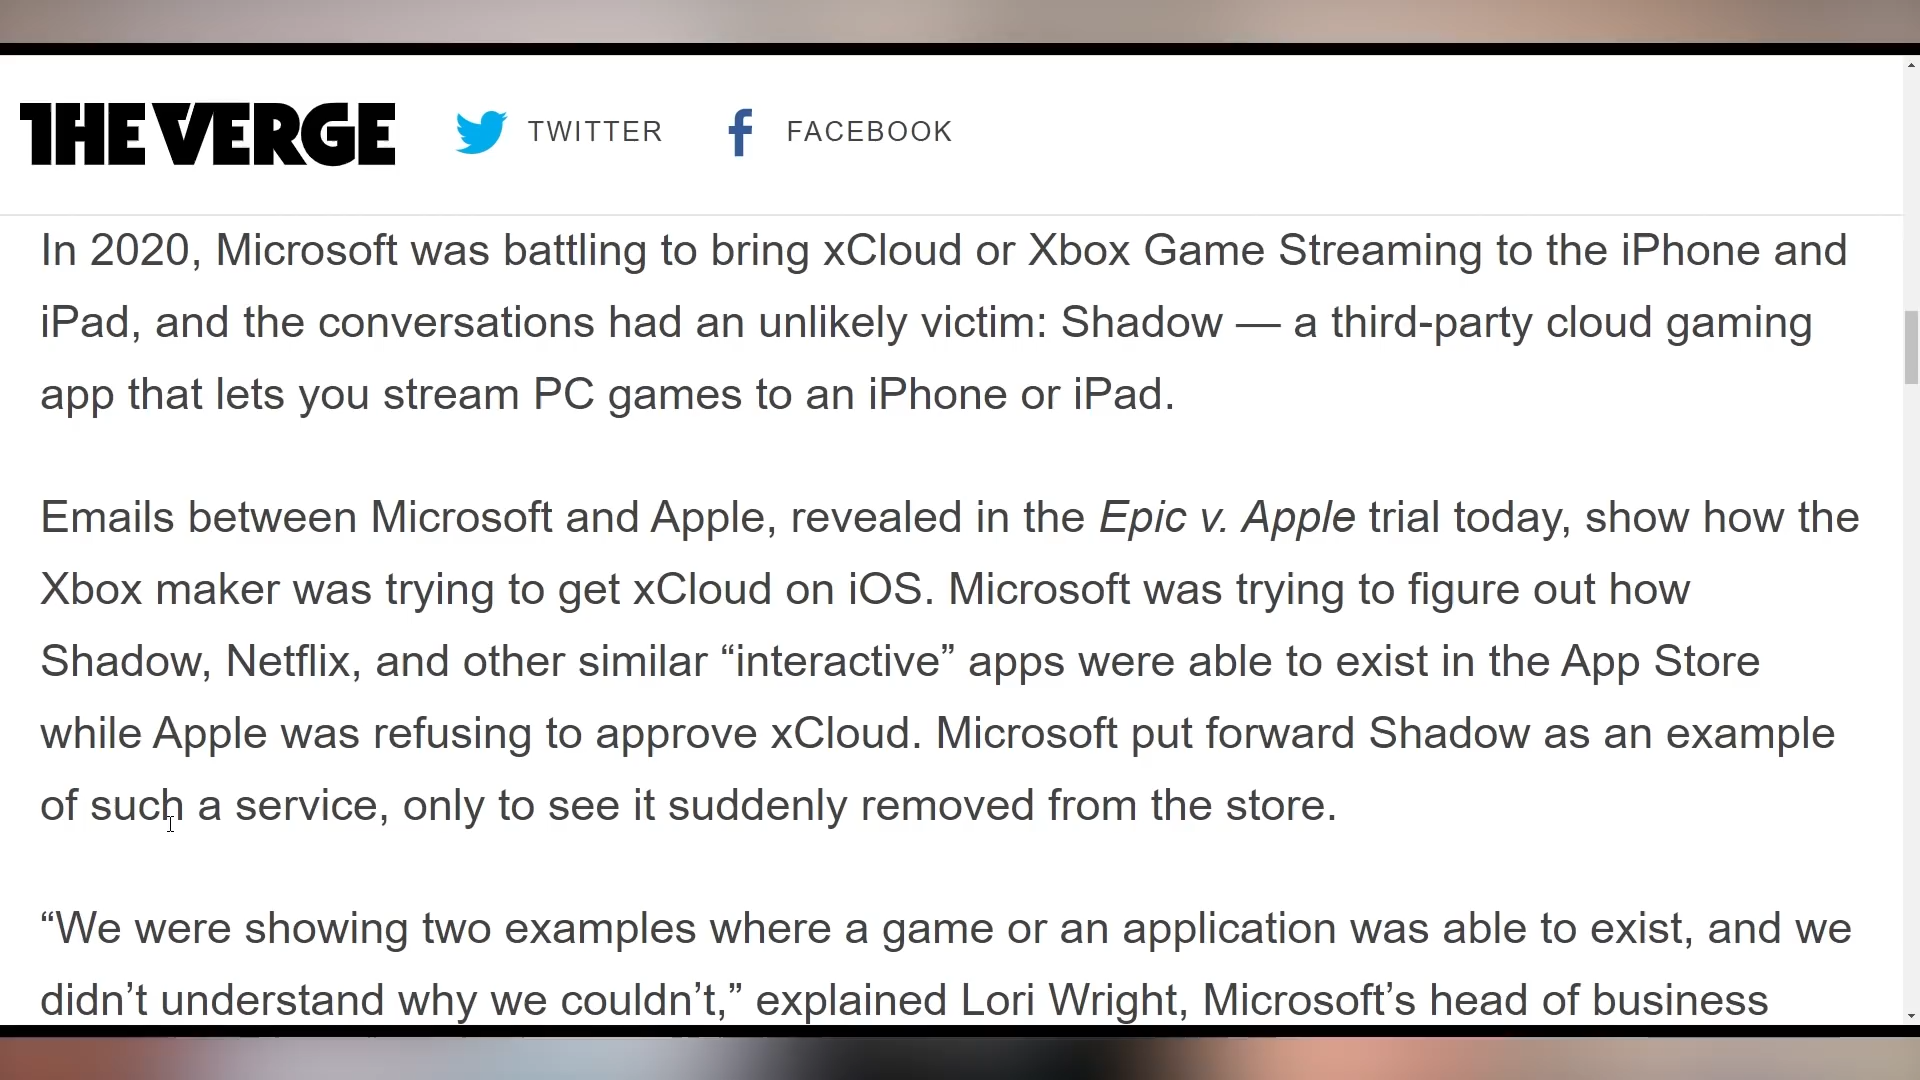 THE VERGE TWITTER FACEBOOK
In 2020, Microsoft was battling to bring xCloud or Xbox Game Streaming to the iPhone and
iPad, and the conversations had an unlikely victim: Shadow — a third-party cloud gaming
app that lets you stream PC games to an iPhone or iPad.
Emails between Microsoft and Apple, revealed in the Epic v. Apple trial today, show how the
Xbox maker was trying to get xCloud on iOS. Microsoft was trying to figure out how
Shadow, Netflix, and other similar “interactive” apps were able to exist in the App Store
while Apple was refusing to approve xCloud. Microsoft put forward Shadow as an example
of such a service, only to see it suddenly removed from the store.
“We were showing two examples where a game or an application was able to exist, and we
didn’t understand why we couldn’t,” explained Lori Wright, Microsoft’s head of business